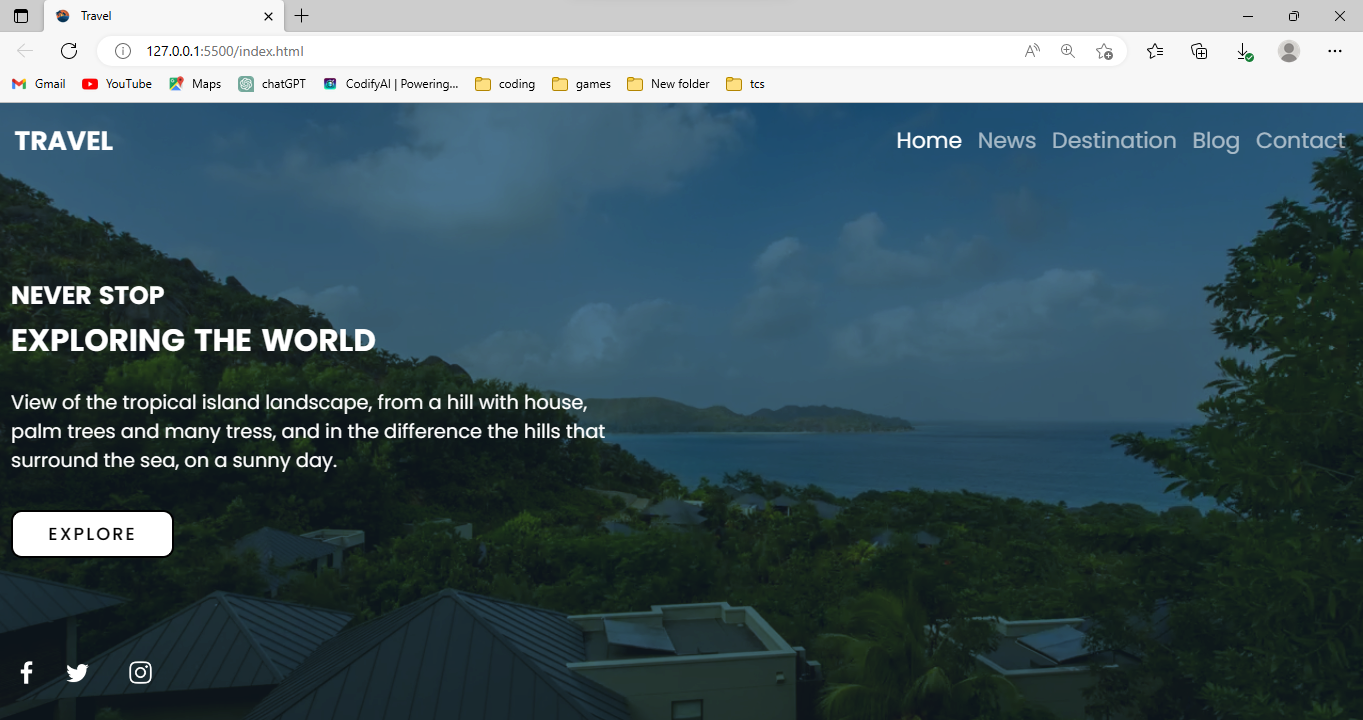 Travel
127.0.0.1:5500/index.html
Gmail YouTube Maps chatGPT CodifyAI | Powering... coding games New folder tcs
TRAVEL
Home News Destination Blog Contact
NEVER STOP
EXPLORING THE WORLD
View of the tropical island landscape, from a hill with house,
palm trees and many tress, and in the difference the hills that
surround the sea, on a sunny day.
EXPLORE